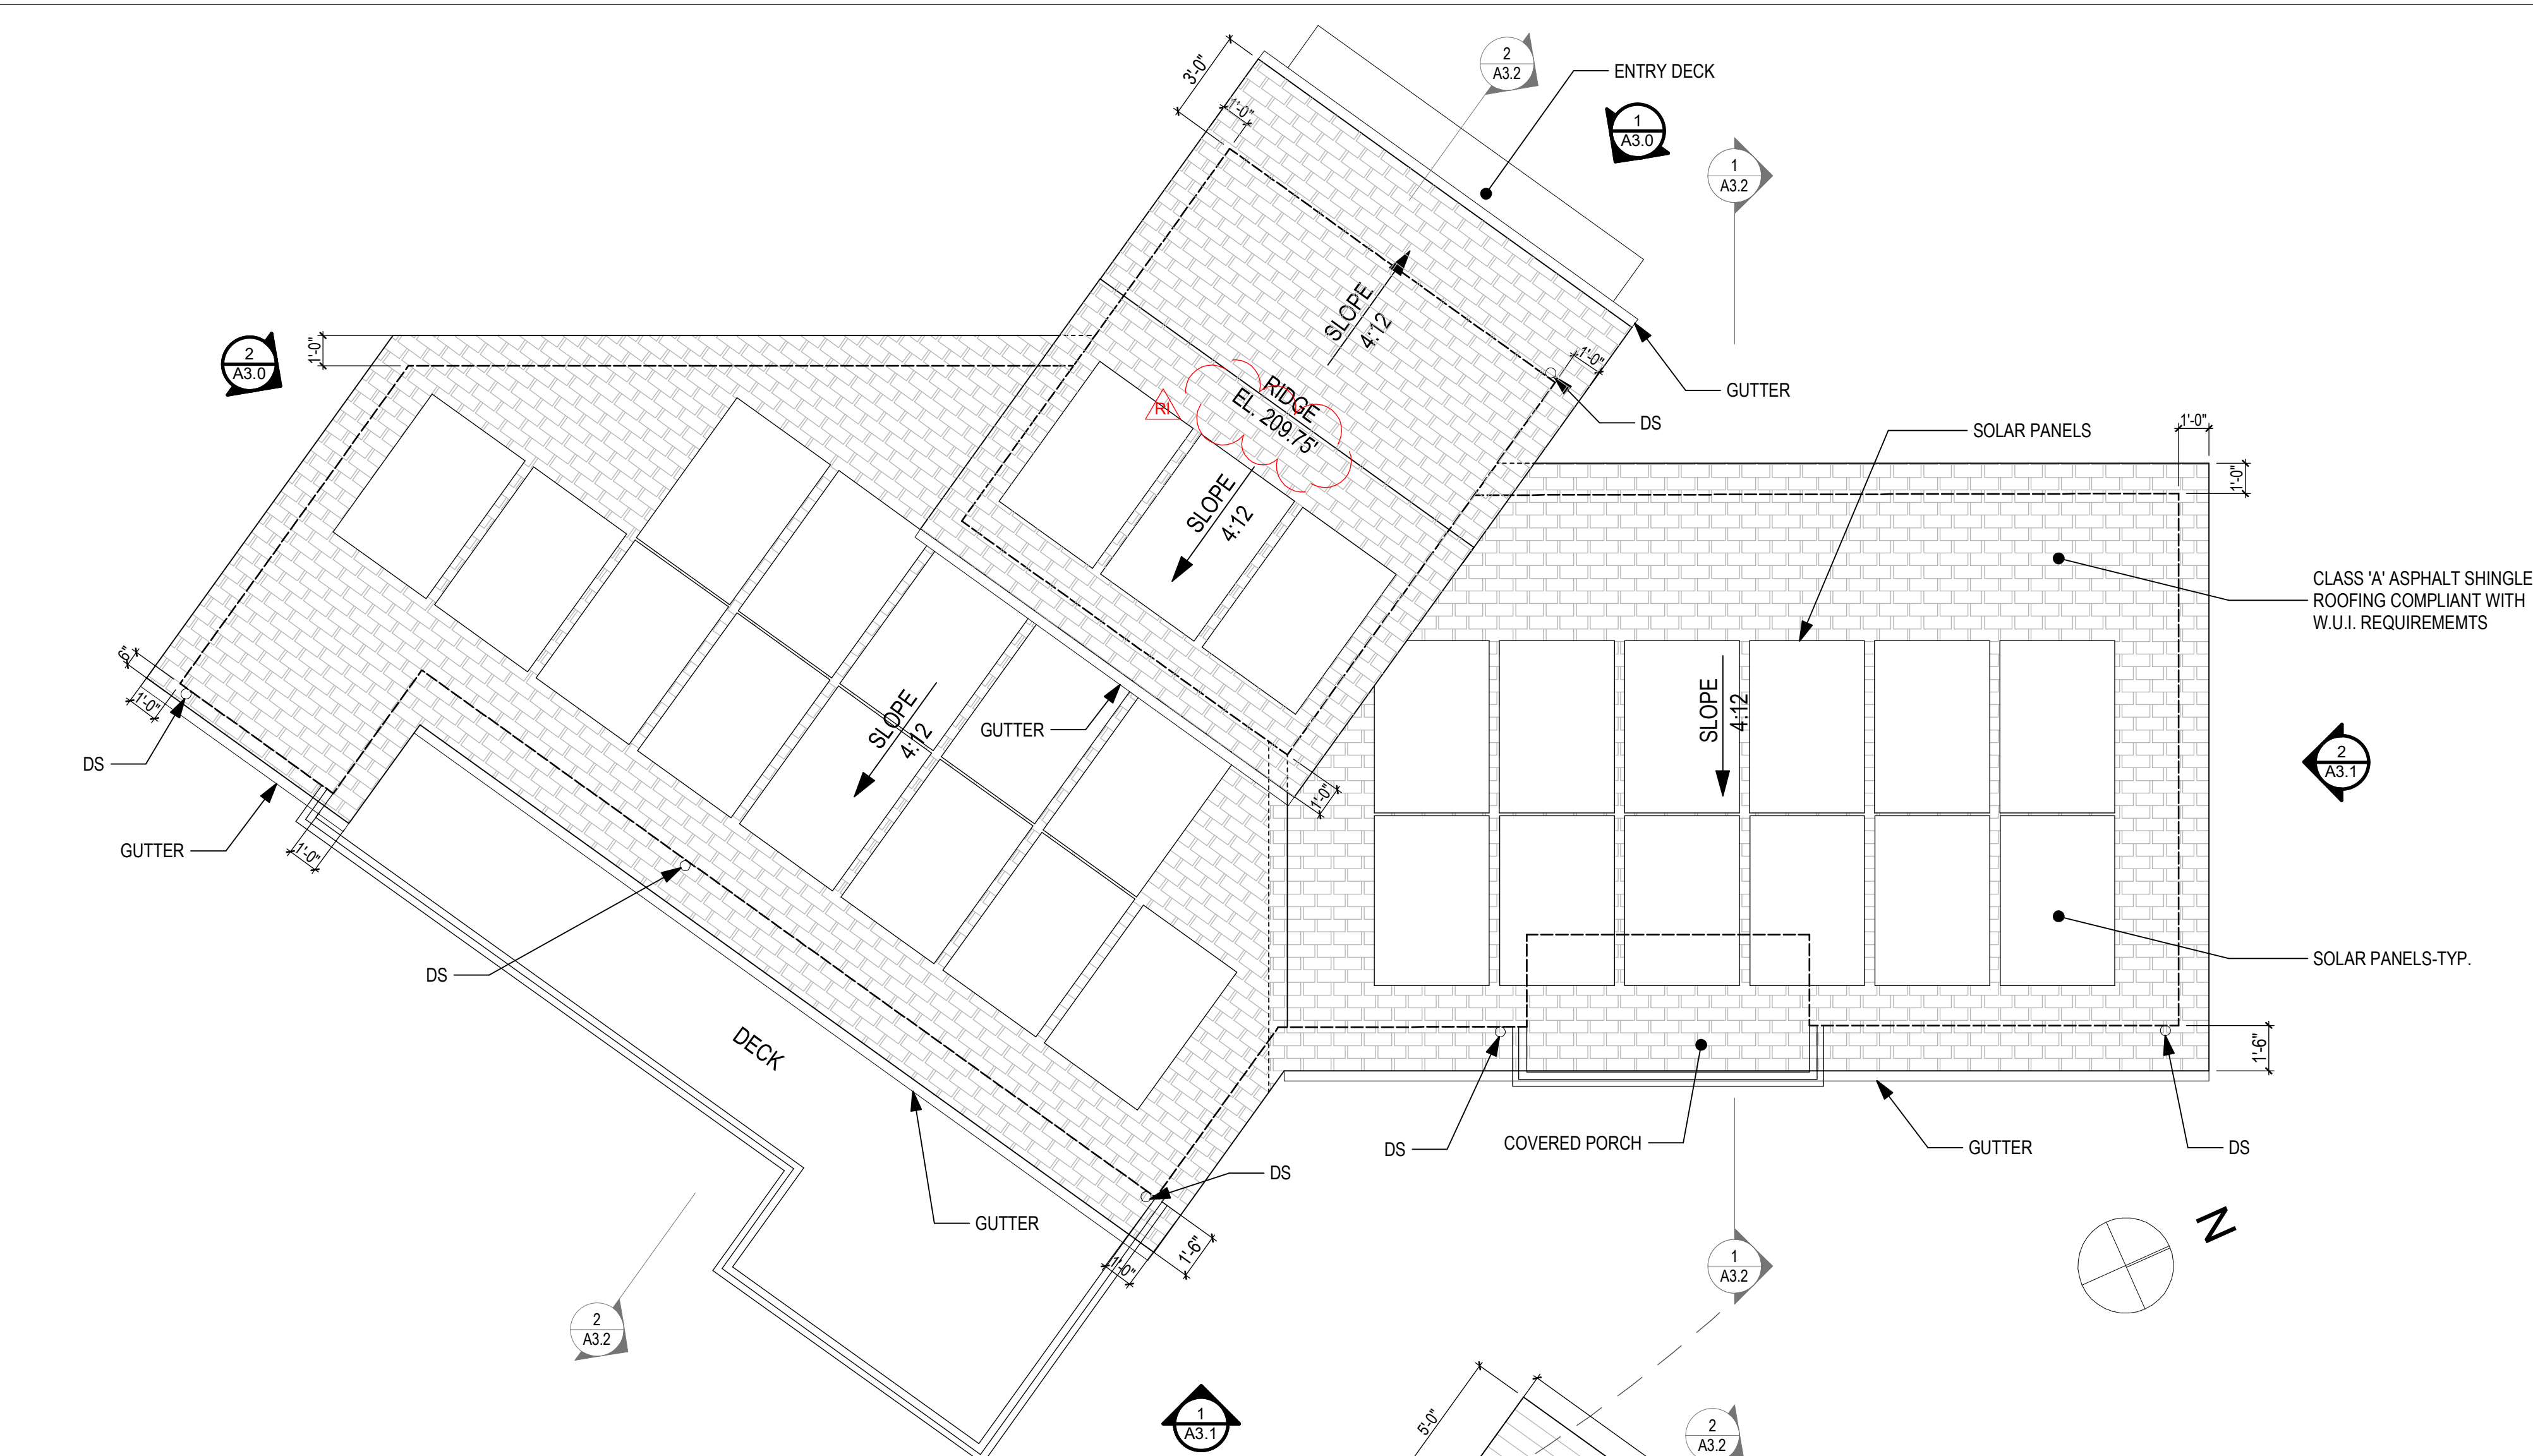 2
A3.2
ENTRY DECK
3'-0"
1'-0"
1
A3.0
1
A3.2
SLOPE
4:12
2
A3.0
1'-0"
RIDGE
EL. 209.75'
RI
1'-0"
GUTTER
DS
SOLAR PANELS
1'-0"
1'-0"
SLOPE
4:12
CLASS 'A' ASPHALT SHINGLE
ROOFING COMPLIANT WITH
W.U.I. REQUIREMEMTS
6"
1'-0"
DS
SLOPE
4:12
GUTTER
SLOPE
4:12
2
A3.1
1'-0"
GUTTER
1'-0"
DS
SOLAR PANELS-TYP.
DECK
1'-6"
DS
COVERED PORCH
GUTTER
DS
DS
GUTTER
1'-6"
1'-0"
N
1
A3.2
2
A3.2
1
A3.1
5'-0"
2
A3.2